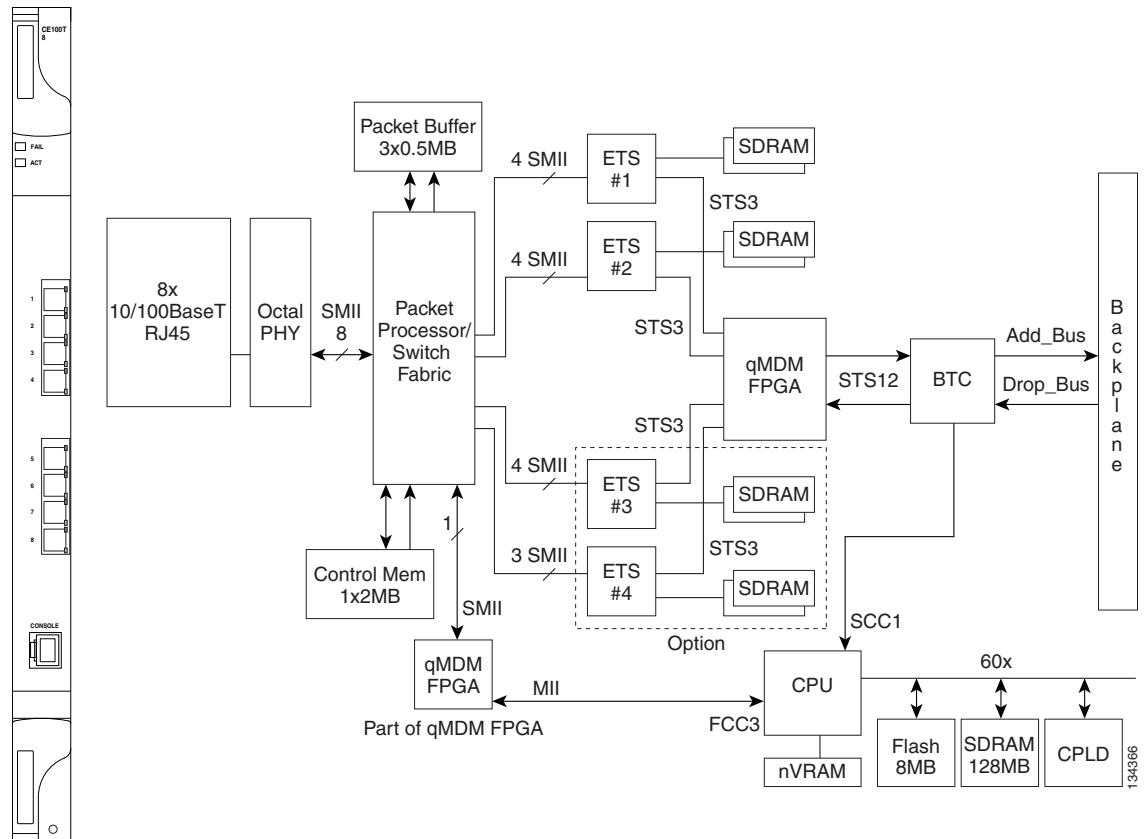 CE100T
8
FAIL
ACT
1
2
3
4
5
6
7
8
CONSOLE
8x
10/100BaseT
RJ45
Octal
PHY
SMII
8
Packet Buffer
3x0.5MB
Packet
Processor/
Switch
Fabric
Control Mem
1x2MB
1
SMII
qMDM
FPGA
Part of qMDM FPGA
4 SMII
ETS
#1
SDRAM
STS3
4 SMII
ETS
#2
SDRAM
STS3
qMDM
FPGA
STS3
4 SMII
ETS
#3
SDRAM
STS3
3 SMII
ETS
#4
SDRAM
Option
STS12
BTC
Add_Bus
Drop_Bus
Backplane
SCC1
MII
FCC3
CPU
nVRAM
60x
Flash
8MB
SDRAM
128MB
CPLD
134366